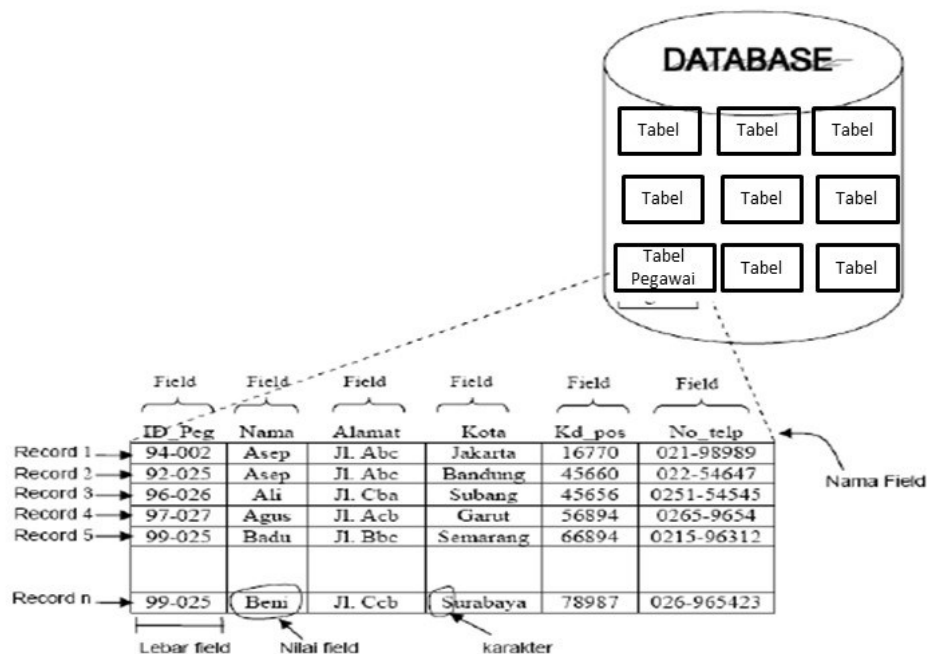 DATABASE
Tabel Tabel Tabel
Tabel Tabel Tabel
Tabel Pegawai Tabel Tabel
Field Field Field Field Field Field
ID_Peg Nama Alamat Kota Kd_pos No_telp
Record 1 94-002 Asep Jl. Abc Jakarta 16770 021-98989
Record 2 92-025 Asep Jl. Abc Bandung 45660 022-54647
Record 3 96-026 Ali Jl. Cba Subang 45656 0251-54545
Record 4 97-027 Agus Jl. Acb Garut 56894 0265-9654
Record 5 99-025 Badu Jl. Bbc Semarang 66894 0215-96312
Nama Field
Record n 99-025 Beni Jl. Ccb Surabaya 78987 026-965423
Lebar field Nilai field karakter